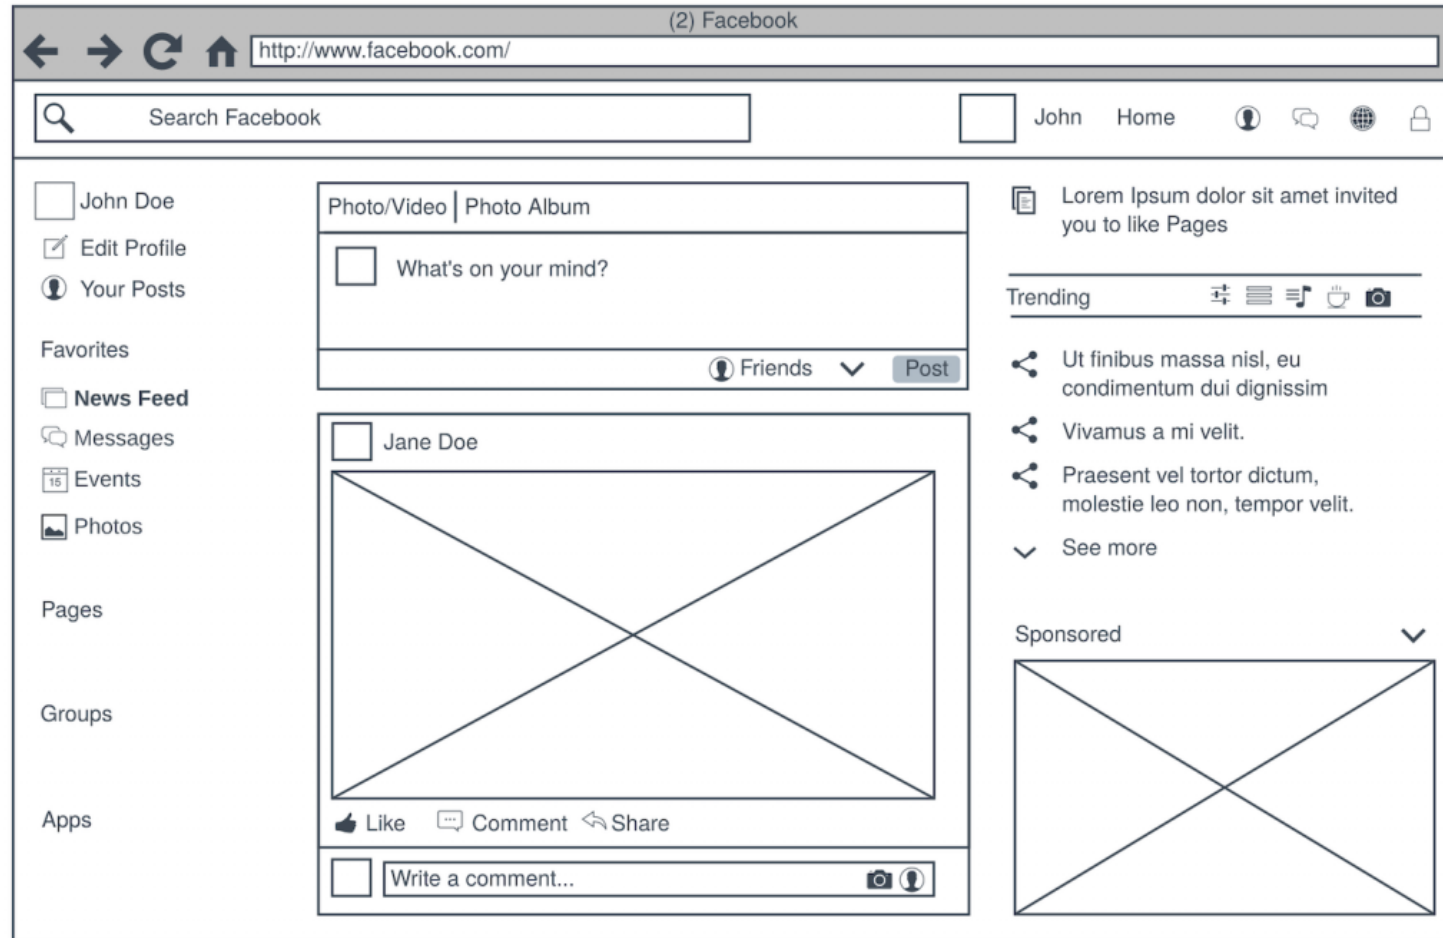 (2) Facebook
http://www.facebook.com/
Search Facebook
John Home
John Doe
Edit Profile
Your Posts
Favorites
News Feed
Messages
15
Events
Photos
Pages
Groups
Apps
Photo/Video | Photo Album
What's on your mind?
Friends
Post
Jane Doe
Like Comment Share
Write a comment...
Lorem Ipsum dolor sit amet invited
you to like Pages
Trending
Ut finibus massa nisl, eu
condimentum dui dignissim
Vivamus a mi velit.
Praesent vel tortor dictum,
molestie leo non, tempor velit.
See more
Sponsored